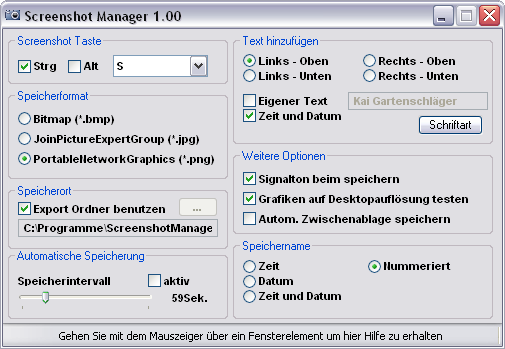 Screenshot Manager 1.00
Screenshot Taste
Strg Alt S
Speicherformat
Bitmap (*.bmp)
JoinPictureExpertGroup (*.jpg)
PortableNetworkGraphics (*.png)
Speicherort
Export Ordner benutzen ...
C:\Programme\ScreenshotManage
Automatische Speicherung
Speicherintervall aktiv
59Sek.
Text hinzufügen
Links - Oben Rechts - Oben
Links - Unten Rechts - Unten
Eigener Text Kai Gartenschläger
Zeit und Datum
Schriftart
Weitere Optionen
Signalton beim speichern
Grafiken auf Desktopauflösung testen
Autom. Zwischenablage speichern
Speichername
Zeit Nummeriert
Datum
Zeit und Datum
Gehen Sie mit dem Mauszeiger über ein Fensterelement um hier Hilfe zu erhalten